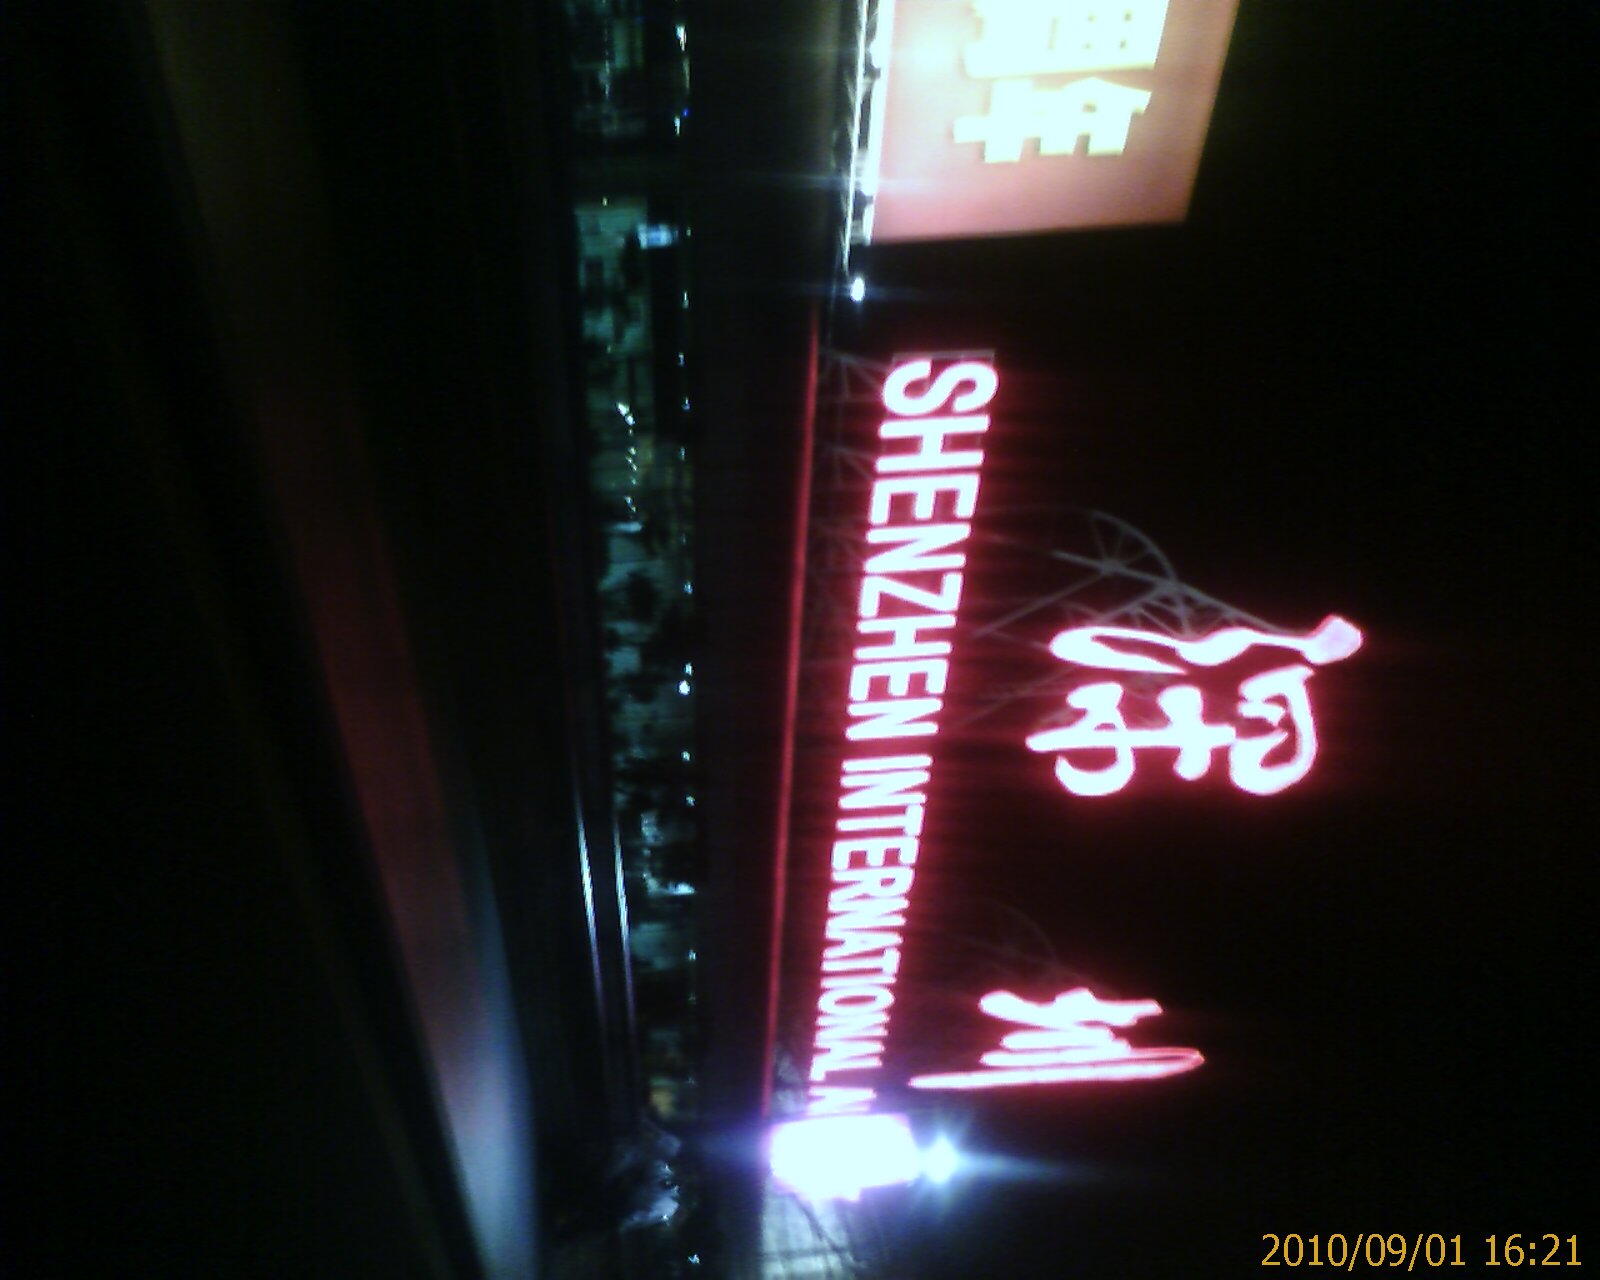 深圳
SHENZHEN INTERNATIONAL
2010/09/01 16:21